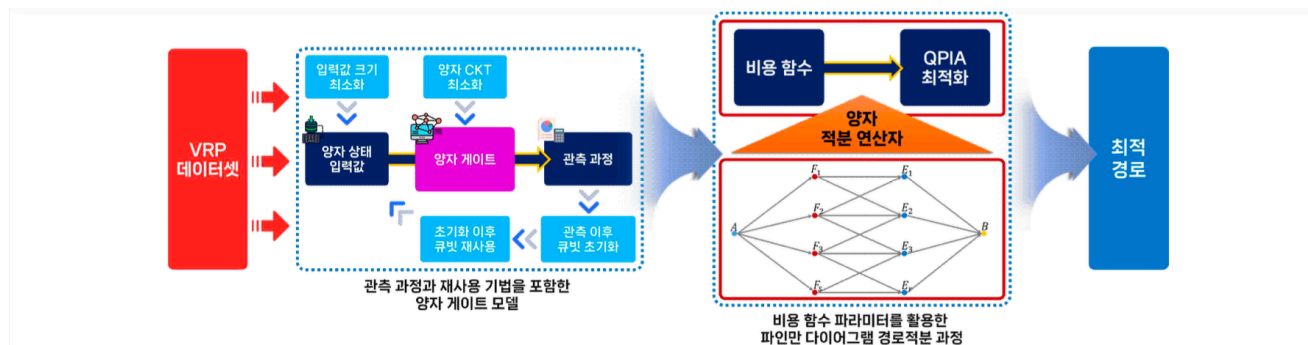 VRP
데이터셋
입력값 크기
최소화
양자 CKT
최소화
양자 상태
입력값
양자 게이트
관측 과정
초기화 이후
큐빗 재사용
관측 이후
큐빗 초기화
관측 과정과 재사용 기법을 포함한
양자 게이트 모델
비용 함수
QPIA
최적화
양자
적분 연산자
F₁
E₁
F₂
E₂
A
B
F₃
E₃
비용 함수 파라미터를 활용한
파인만 다이어그램 경로적분 과정
최적
경로